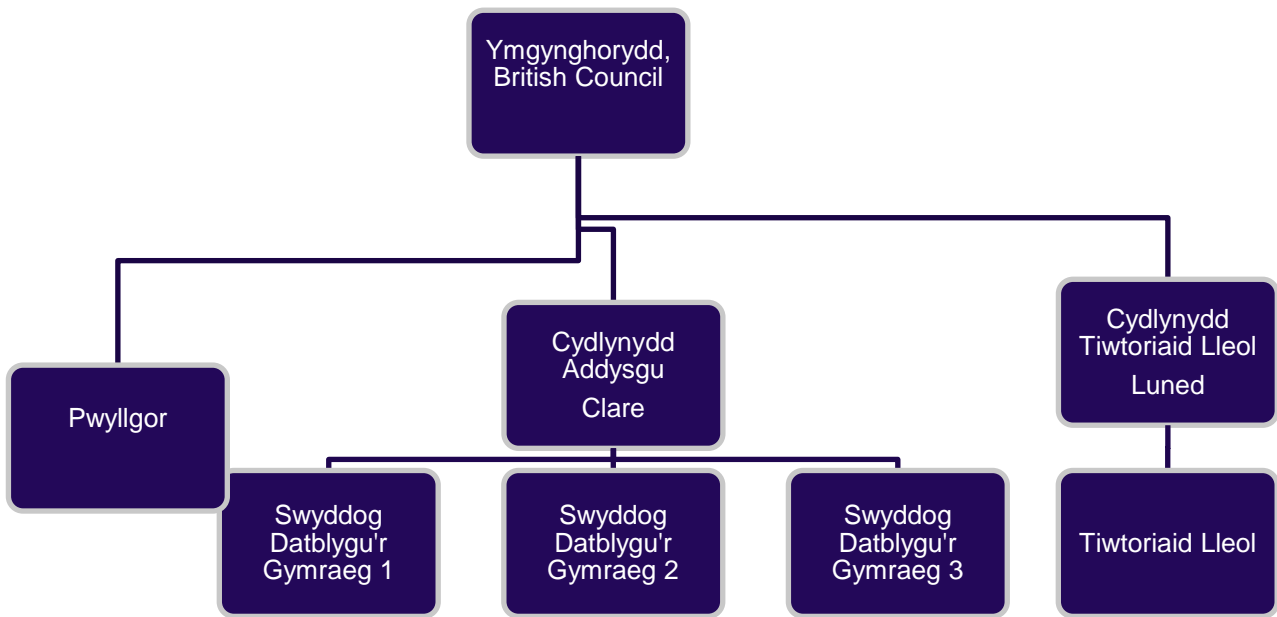 Ymgynghorydd,
British Council
Pwyllgor
Cydlynydd
Addysgu
Clare
Cydlynydd
Tiwtoriaid Lleol
Luned
Swyddog
Datblygu'r
Gymraeg 1
Swyddog
Datblygu'r
Gymraeg 2
Swyddog
Datblygu'r
Gymraeg 3
Tiwtoriaid Lleol